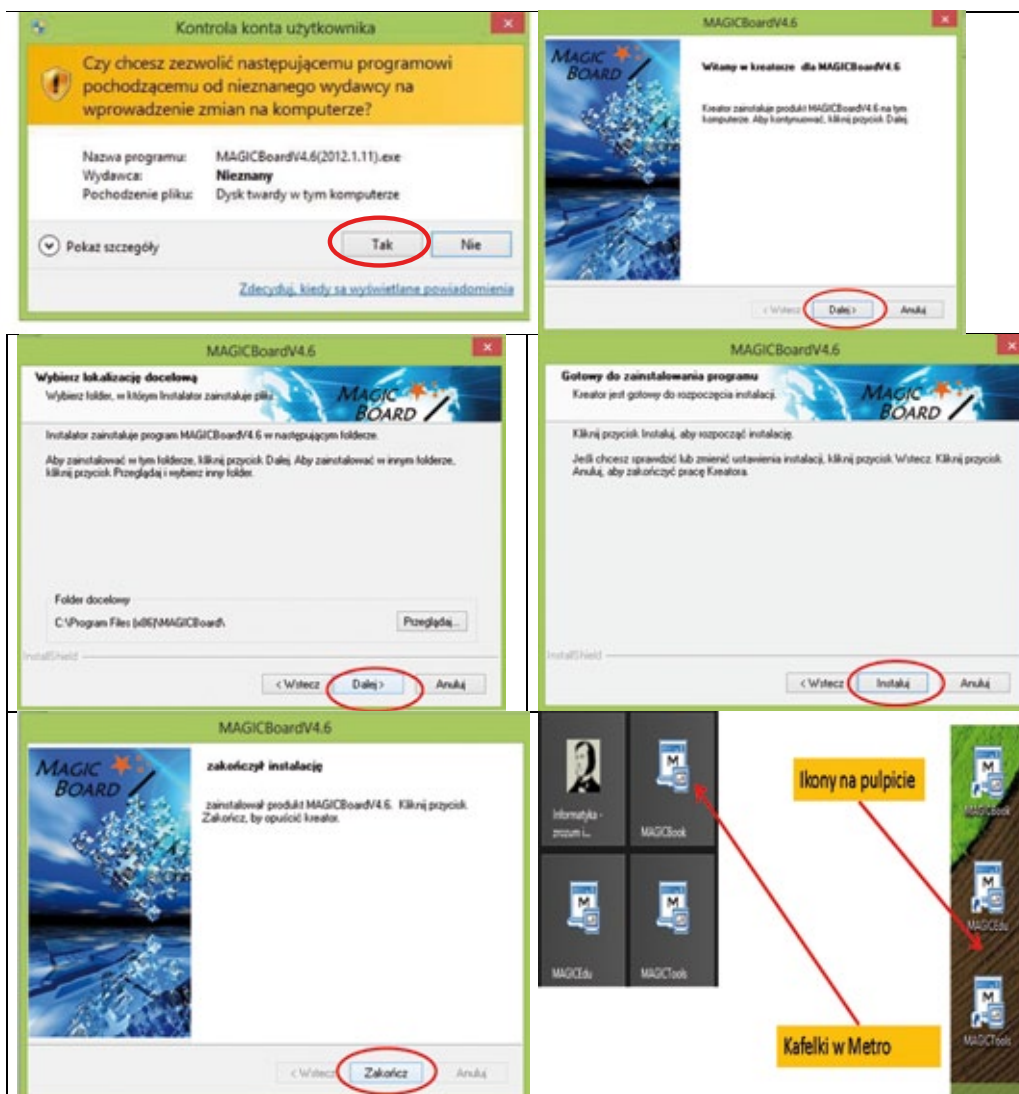 Kontrola konta użytkownika
Czy chcesz zezwolić następującemu programowi
pochodzącemu od nieznanego wydawcy na
wprowadzenie zmian na komputerze?
Nazwa programu: MAGICBoardV4.6(2012.1.11).exe
Wydawca: Nieznany
Pochodzenie pliku: Dysk twardy w tym komputerze
Pokaż szczegóły
Tak Nie
Zdecyduj, kiedy są wyświetlane powiadomienia
MAGICBoardV4.6
MAGIC
BOARD
Witamy w kreatorze dla MAGICBoardV4.6
Kreator zainstaluje produkt MAGICBoardV4.6 na tym
komputerze. Aby kontynuować, kliknij przycisk Dalej.
< Wstecz Dalej > Anuluj
MAGICBoardV4.6
Wybierz lokalizację docelową
Wybierz folder, w którym Instalator zainstaluje pliki
MAGIC
BOARD
Instalator zainstaluje program MAGICBoardV4.6 w następującym folderze.
Aby zainstalować w tym folderze, kliknij przycisk Dalej. Aby zainstalować w innym folderze,
kliknij przycisk Przeglądaj i wybierz inny folder.
Folder docelowy
C:\Program Files (x86)\MAGICBoard\
Przeglądaj...
InstallShield
< Wstecz Dalej > Anuluj
MAGICBoardV4.6
Gotowy do zainstalowania programu
Kreator jest gotowy do rozpoczęcia instalacji.
MAGIC
BOARD
Kliknij przycisk Instaluj, aby rozpocząć instalację.
Jeśli chcesz sprawdzić lub zmienić ustawienia instalacji, kliknij przycisk Wstecz. Kliknij przycisk
Anuluj, aby zakończyć pracę Kreatora.
InstallShield
< Wstecz Instaluj Anuluj
MAGICBoardV4.6
MAGIC
BOARD
zakończył instalację
zainstalował produkt MAGICBoardV4.6. Kliknij przycisk
Zakończ, by opuścić kreator.
< Wstecz Zakończ Anuluj
Informatyka -
zrozum i...
M
MAGICBook
M
MAGICEdu
M
MAGICTools
Ikony na pulpicie
Kafelki w Metro
M
MAGICBook
M
MAGICEdu
M
MAGICTools